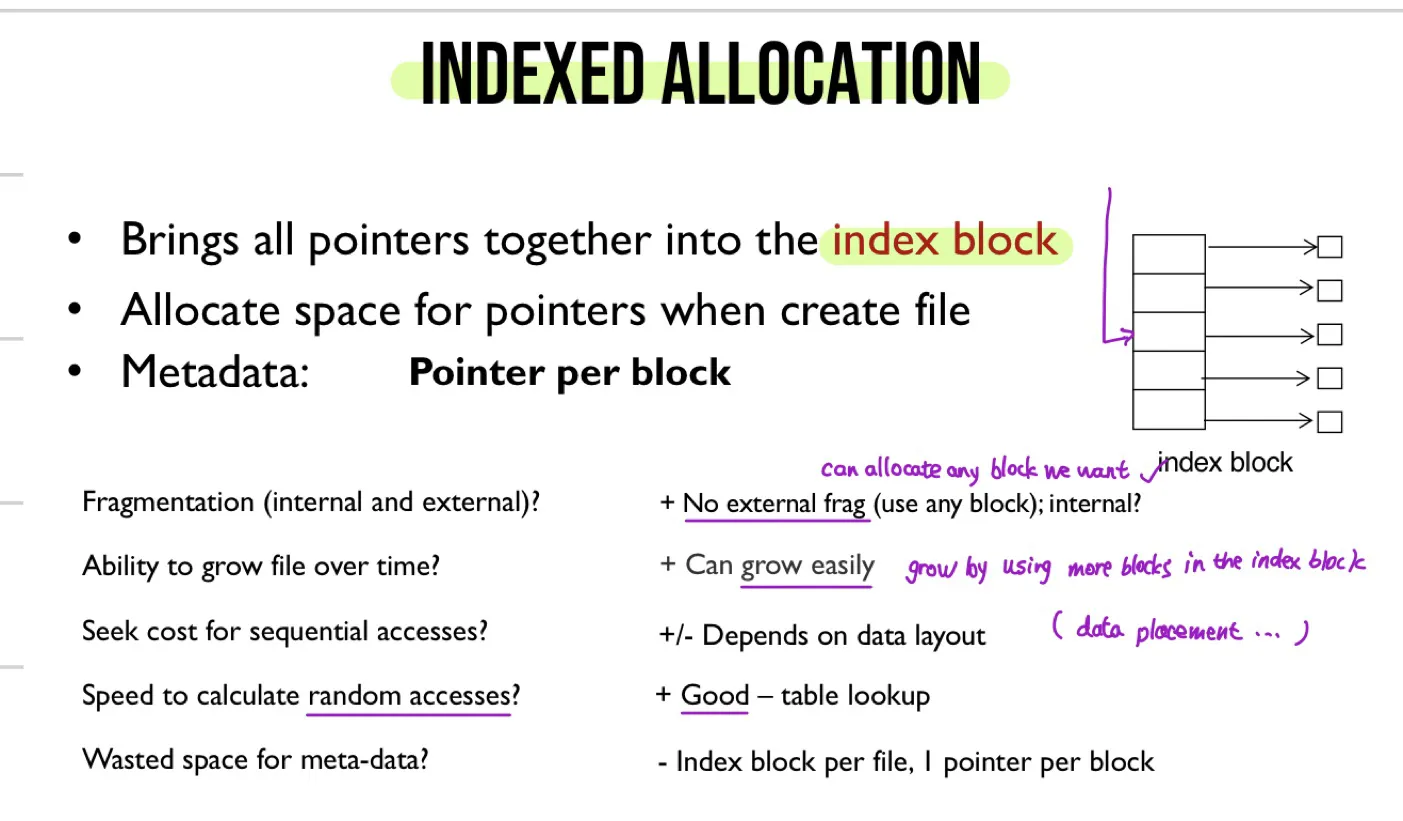 INDEXED ALLOCATION
• Brings all pointers together into the index block
• Allocate space for pointers when create file
• Metadata: Pointer per block
index block
can allocate any block we want ✓
Fragmentation (internal and external)? + No external frag (use any block); internal?
Ability to grow file over time? + Can grow easily grow by using more blocks in the index block
Seek cost for sequential accesses? +/- Depends on data layout (data placement ...)
Speed to calculate random accesses? + Good – table lookup
Wasted space for meta-data? - Index block per file, 1 pointer per block